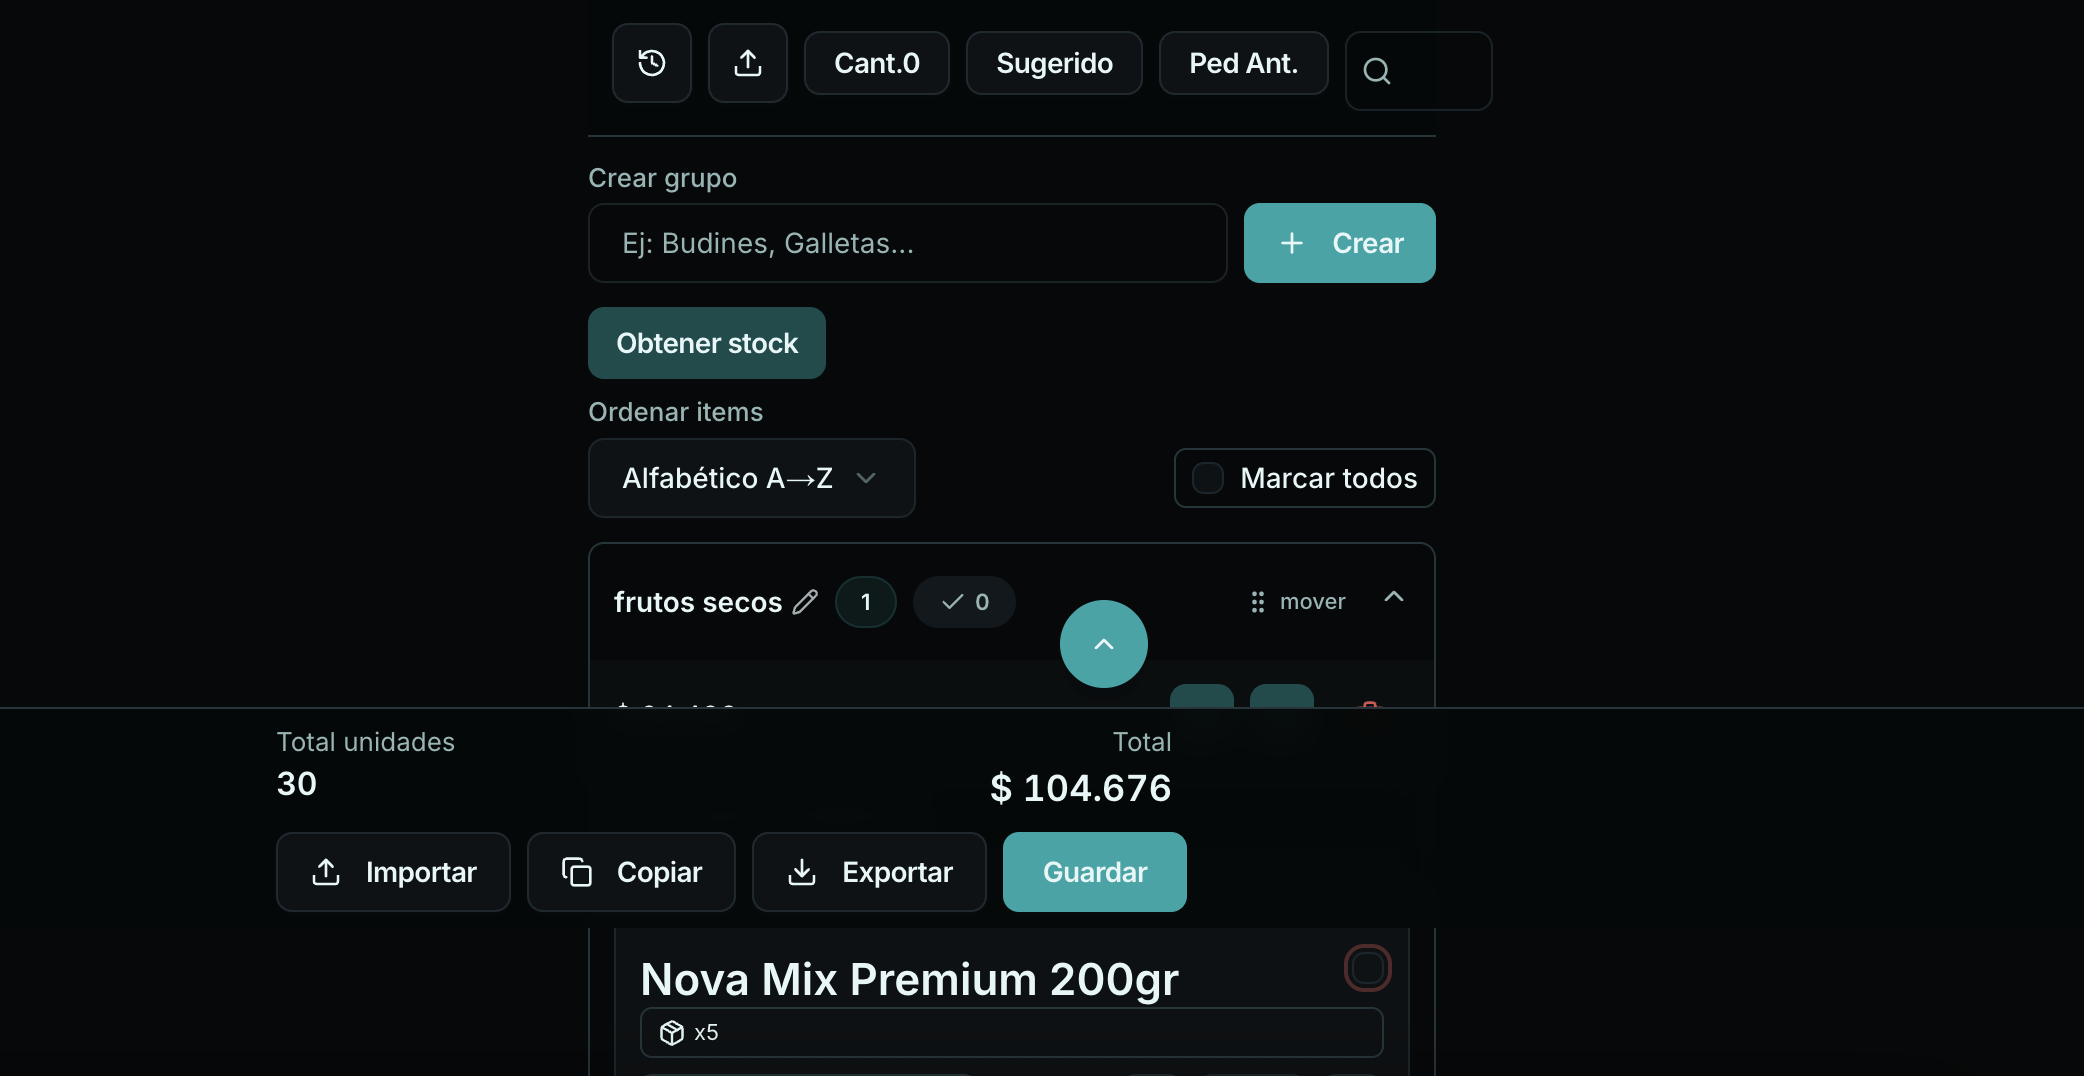 Cant.0
Sugerido
Ped Ant.
Crear grupo
Ej: Budines, Galletas...
Crear
Obtener stock
Ordenar items
Alfabético A→Z
Marcar todos
frutos secos
1
0
mover
Total unidades
30
Total
$ 104.676
Importar
Copiar
Exportar
Guardar
Nova Mix Premium 200gr
x5